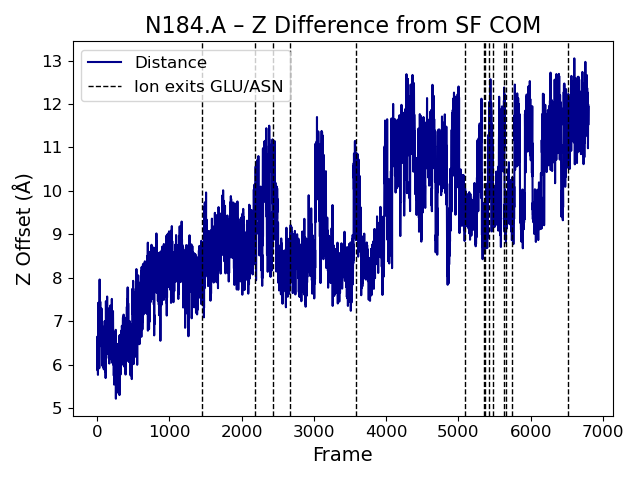 N184.A – Z Difference from SF COM
Distance
Ion exits GLU/ASN
13
12
11
10
9
8
7
6
5
Z Offset (Å)
0 1000 2000 3000 4000 5000 6000 7000
Frame